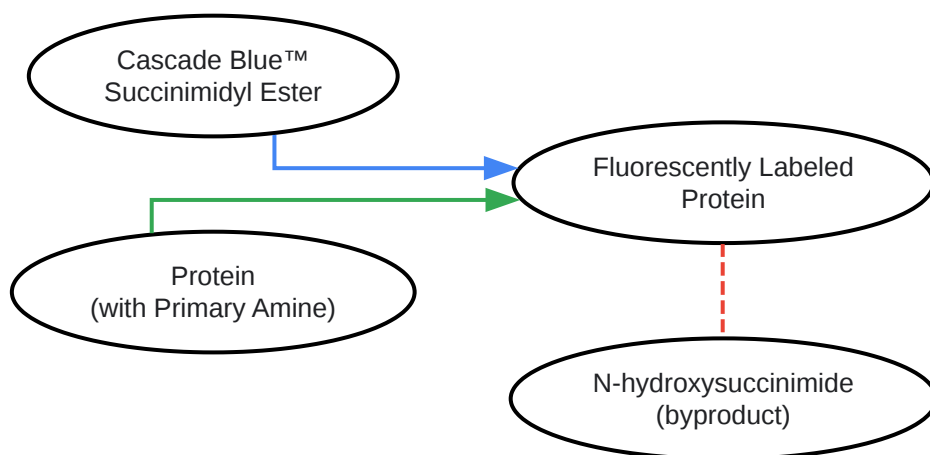 Cascade Blue™
Succinimidyl Ester
Fluorescently Labeled
Protein
Protein
(with Primary Amine)
N-hydroxysuccinimide
(byproduct)